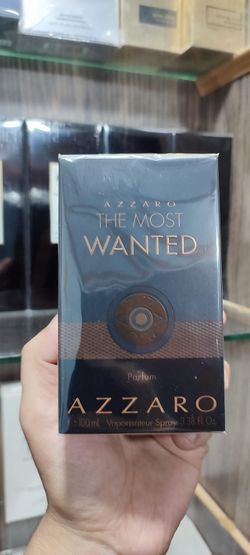 AZZARO
THE MOST
WANTED
Parfum
AZZARO
100 mL Vaporisateur Spray 3.38 Fl. Oz.